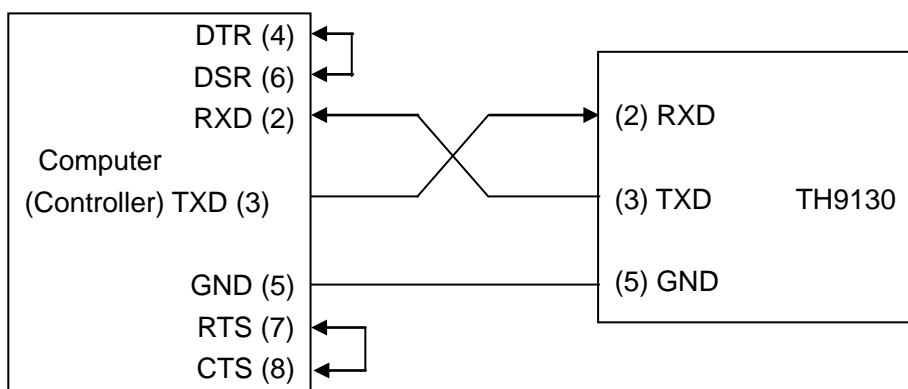 DTR (4)
DSR (6)
RXD (2)
Computer
(Controller) TXD (3)
GND (5)
RTS (7)
CTS (8)
(2) RXD
(3) TXD
TH9130
(5) GND